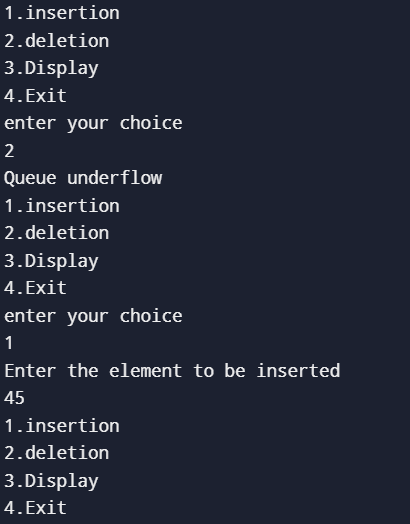 1.insertion
2.deletion
3.Display
4.Exit
enter your choice
2
Queue underflow
1.insertion
2.deletion
3.Display
4.Exit
enter your choice
1
Enter the element to be inserted
45
1.insertion
2.deletion
3.Display
4.Exit